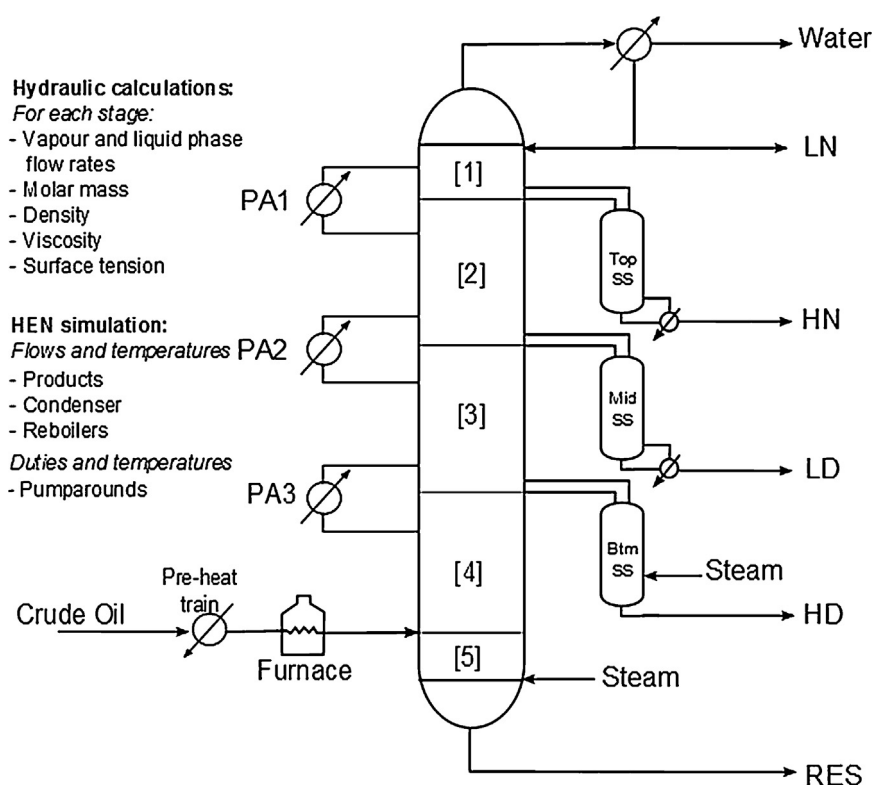 Hydraulic calculations:
For each stage:
- Vapour and liquid phase
flow rates
- Molar mass
- Density
- Viscosity
- Surface tension
HEN simulation:
Flows and temperatures
- Products
- Condenser
- Reboilers
Duties and temperatures
- Pumparounds
Water
LN
[1]
PA1
[2]
Top
SS
HN
PA2
[3]
Mid
SS
LD
PA3
[4]
Btm
SS
Steam
HD
Pre-heat
train
Crude Oil
Furnace
[5]
Steam
RES